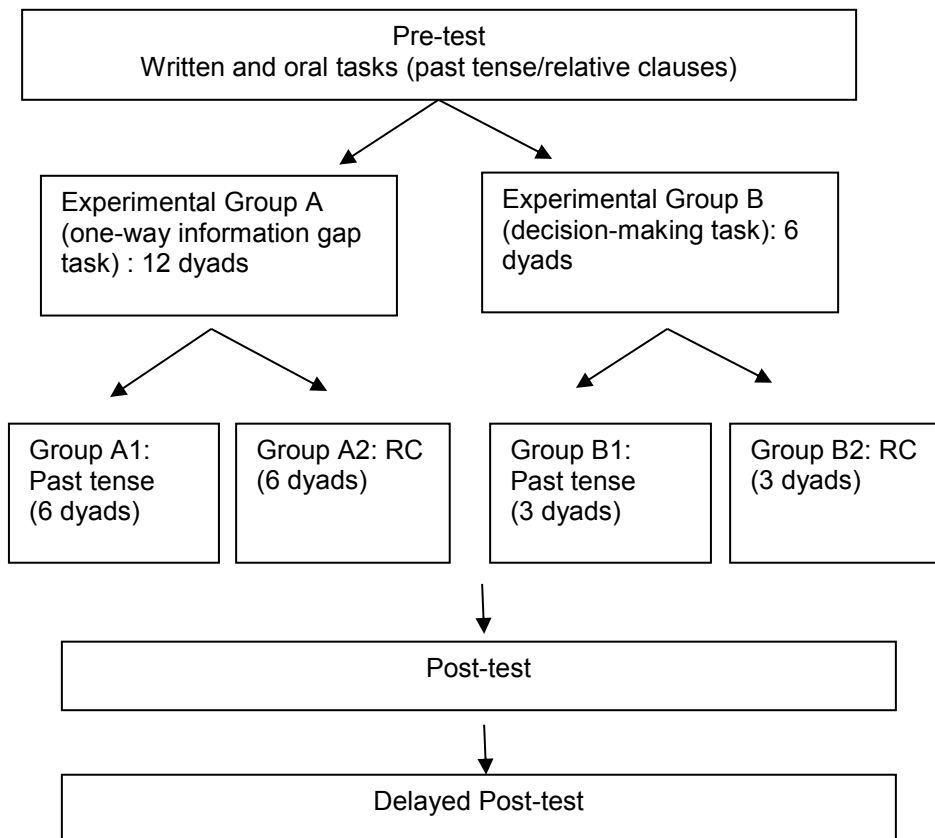 Pre-test
Written and oral tasks (past tense/relative clauses)
Experimental Group A
(one-way information gap
task) : 12 dyads
Experimental Group B
(decision-making task): 6
dyads
Group A1:
Past tense
(6 dyads)
Group A2: RC
(6 dyads)
Group B1:
Past tense
(3 dyads)
Group B2: RC
(3 dyads)
Post-test
Delayed Post-test